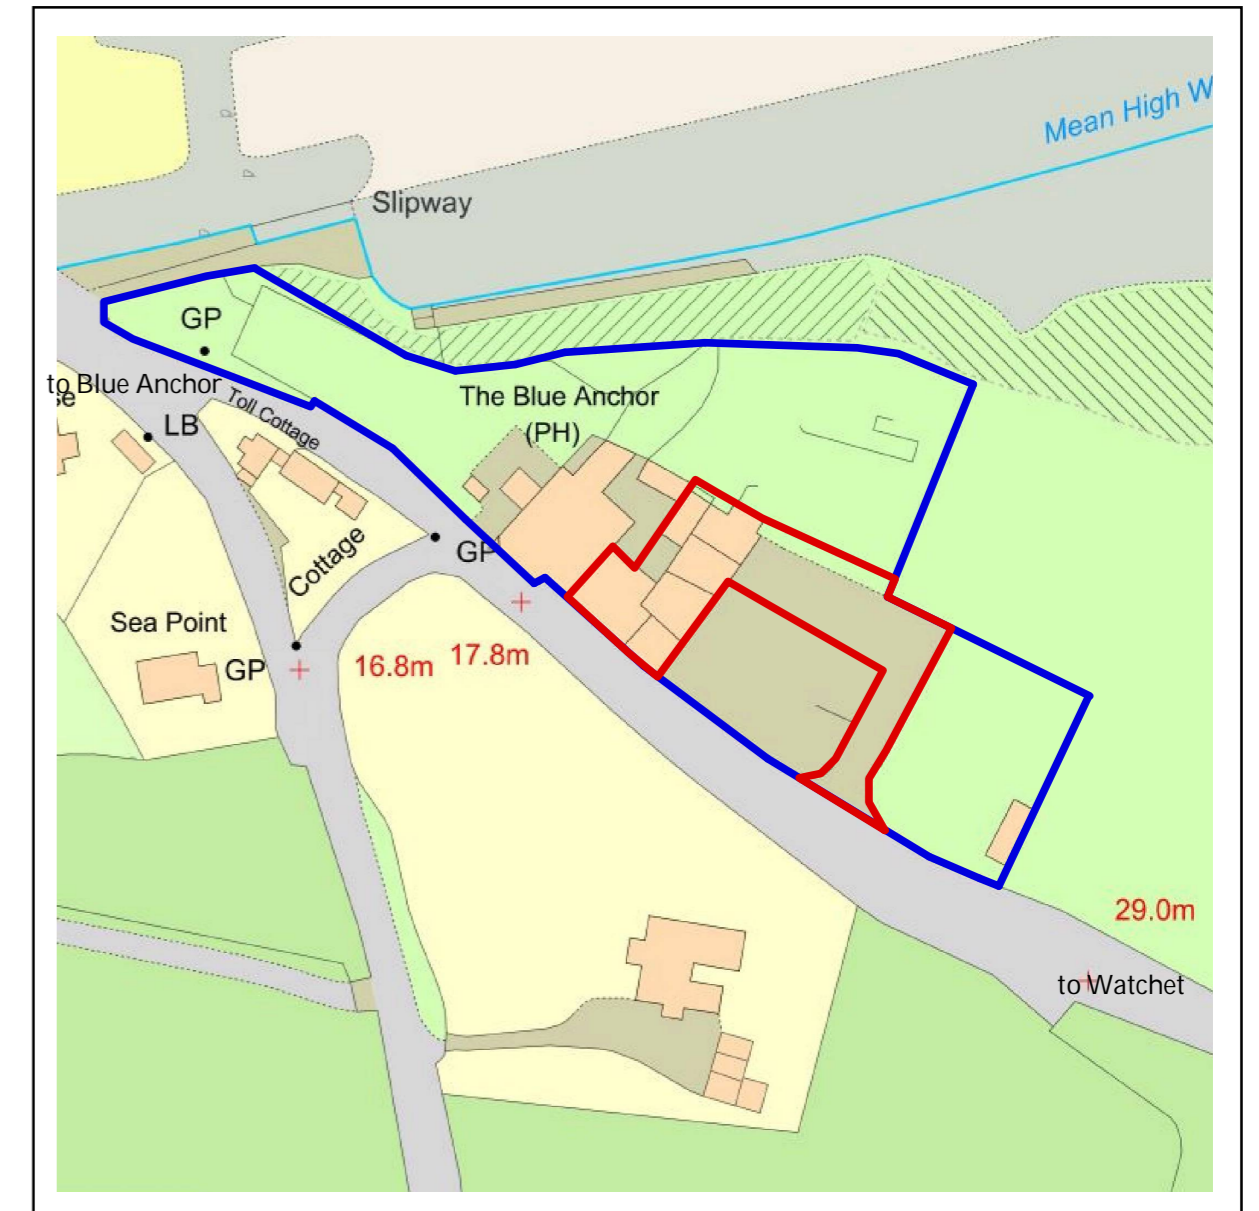 Mean High W
Slipway
GP
to Blue Anchor
se
Toll Cottage
LB
The Blue Anchor
(PH)
GP
Cottage
Sea Point
GP
16.8m
17.8m
29.0m
to Watchet